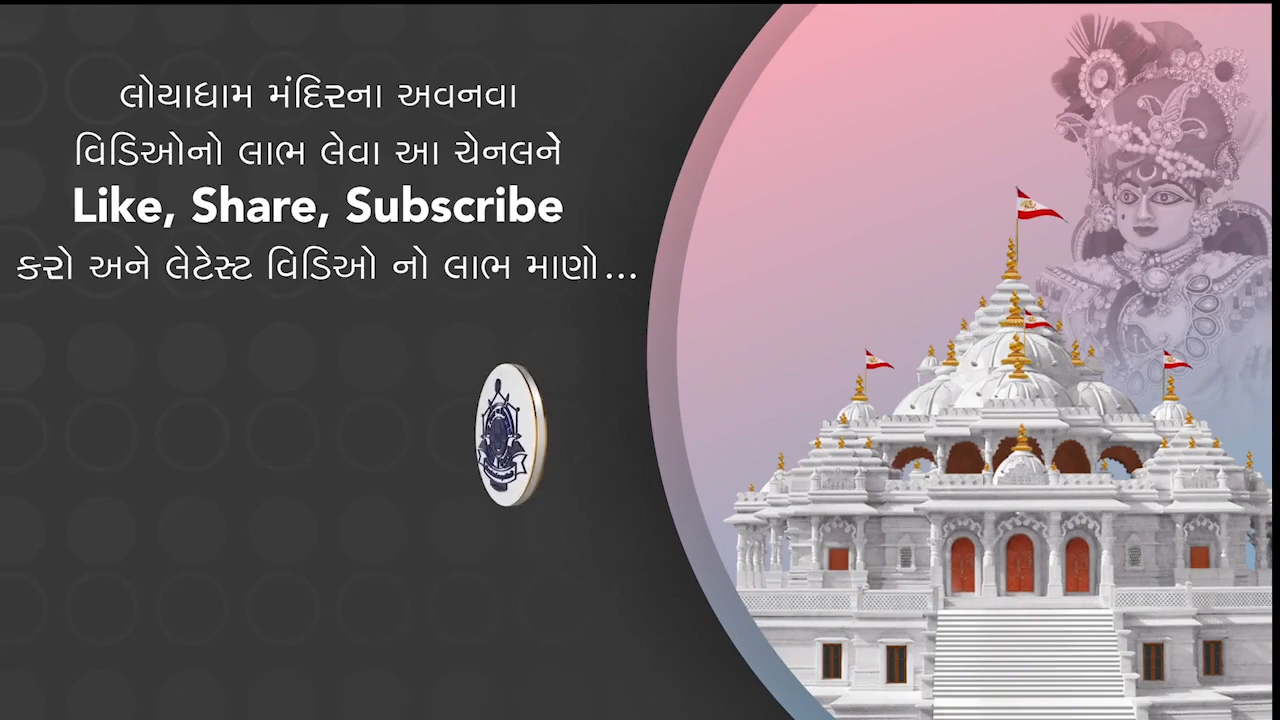 લોયાધામ મંદિરના અવનવા
વિડિઓનો લાભ લેવા આ ચેનલને
Like, Share, Subscribe
કરો અને લેટેસ્ટ વિડિઓ નો લાભ માણો...